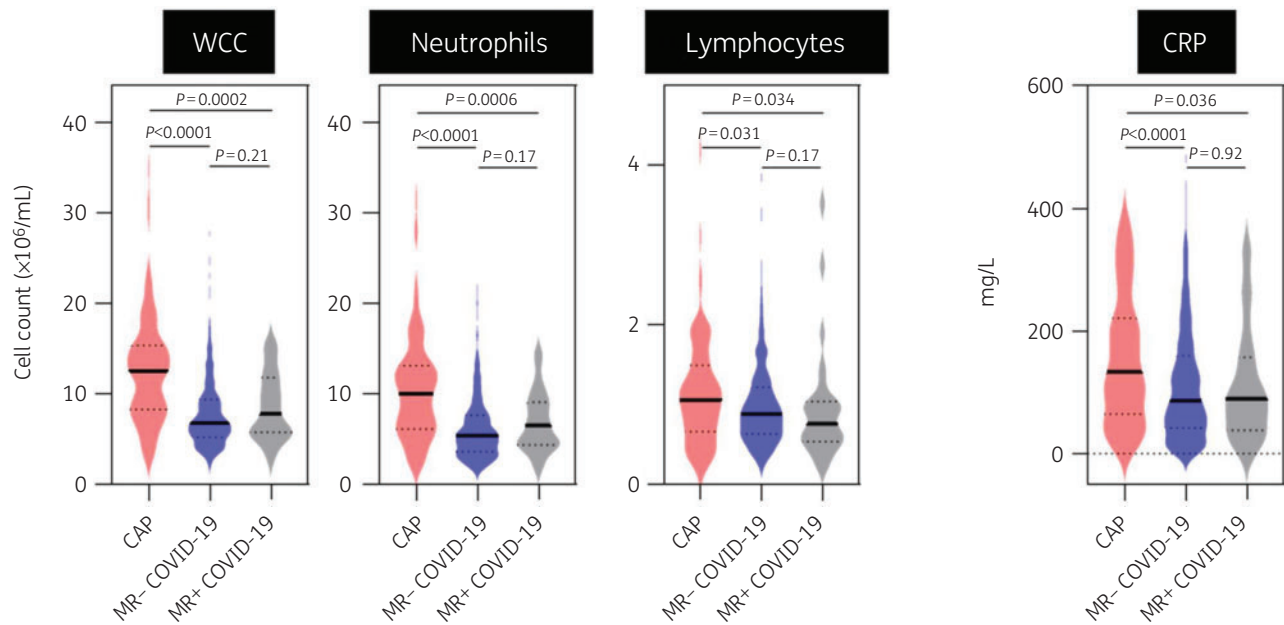 WCC
Neutrophils
Lymphocytes
CRP
Cell count (×10⁶/mL)
40
30
20
10
0
P=0.0002
P<0.0001
P=0.21
CAP
MR− COVID-19
MR+ COVID-19
40
30
20
10
0
P=0.0006
P<0.0001
P=0.17
CAP
MR− COVID-19
MR+ COVID-19
4
2
0
P=0.034
P=0.031
P=0.17
CAP
MR− COVID-19
MR+ COVID-19
mg/L
600
400
200
0
P=0.036
P<0.0001
P=0.92
CAP
MR− COVID-19
MR+ COVID-19